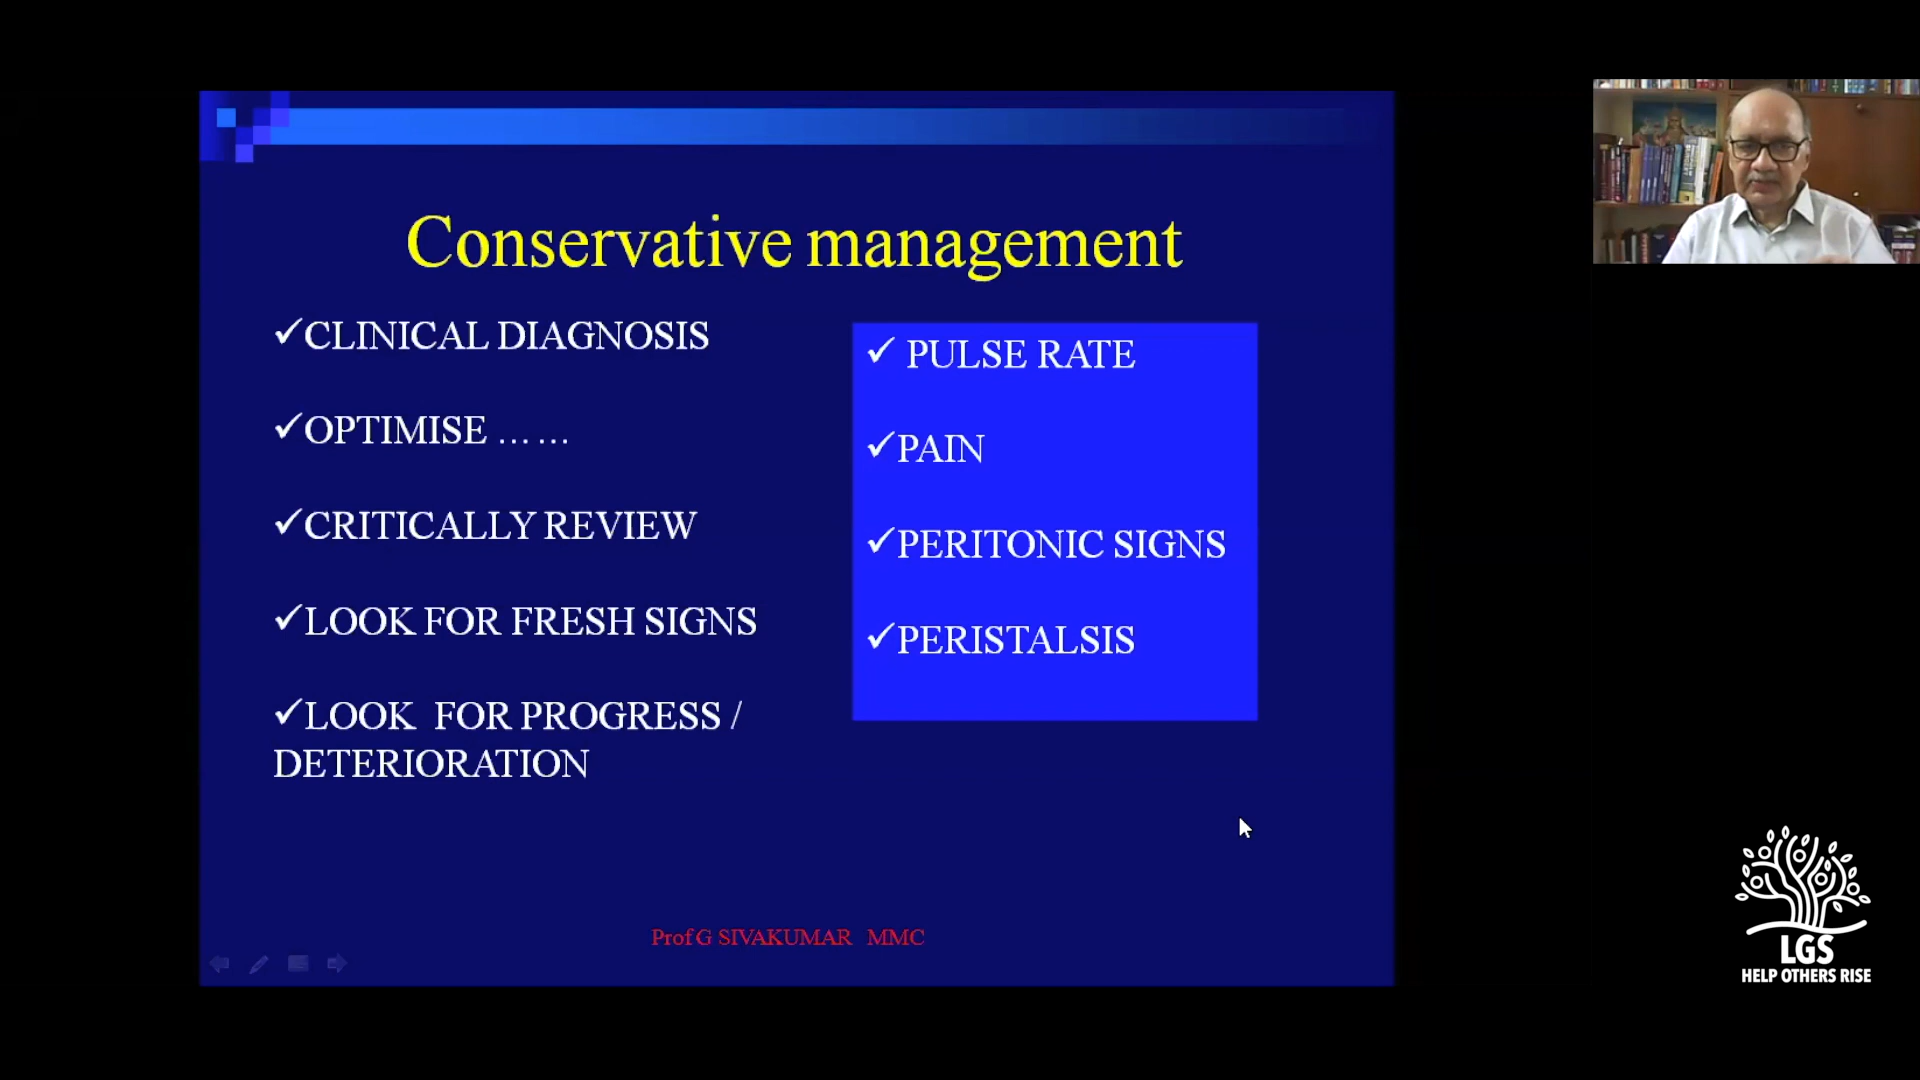 Conservative management
✓CLINICAL DIAGNOSIS
✓OPTIMISE ... ...
✓CRITICALLY REVIEW
✓LOOK FOR FRESH SIGNS
✓LOOK FOR PROGRESS /
DETERIORATION
✓ PULSE RATE
✓PAIN
✓PERITONIC SIGNS
✓PERISTALSIS
Prof G SIVAKUMAR MMC
LGS
HELP OTHERS RISE